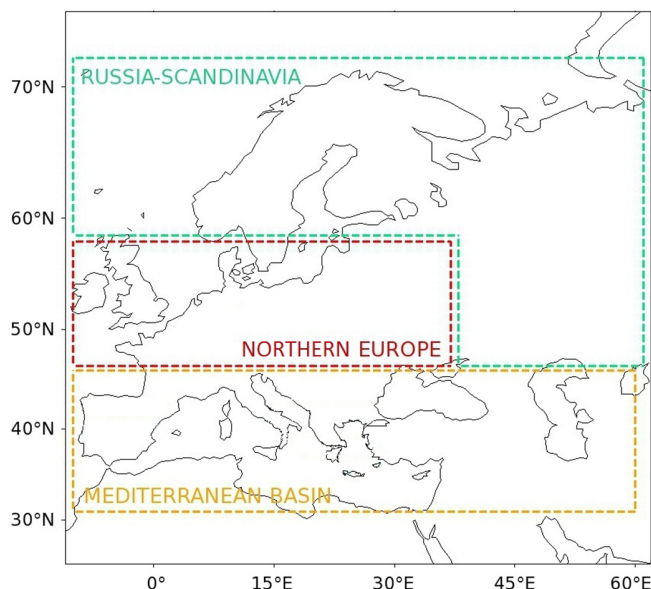 70°N
RUSSIA-SCANDINAVIA
60°N
50°N
NORTHERN EUROPE
40°N
MEDITERRANEAN BASIN
30°N
0°
15°E
30°E
45°E
60°E